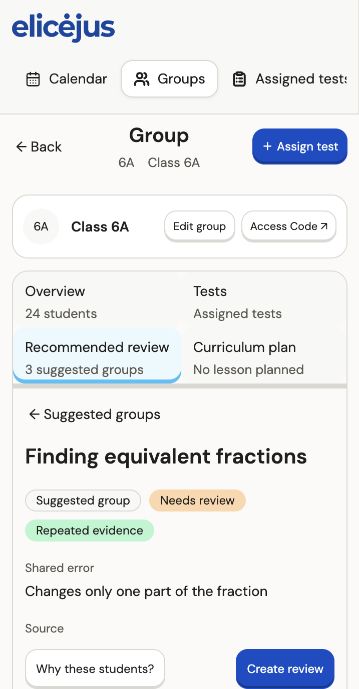 elicėjus
Calendar
Groups
Assigned tests
← Back
Group
6A Class 6A
+ Assign test
6A
Class 6A
Edit group
Access Code ↗
Overview
24 students
Tests
Assigned tests
Recommended review
3 suggested groups
Curriculum plan
No lesson planned
← Suggested groups
Finding equivalent fractions
Suggested group
Needs review
Repeated evidence
Shared error
Changes only one part of the fraction
Source
Why these students?
Create review